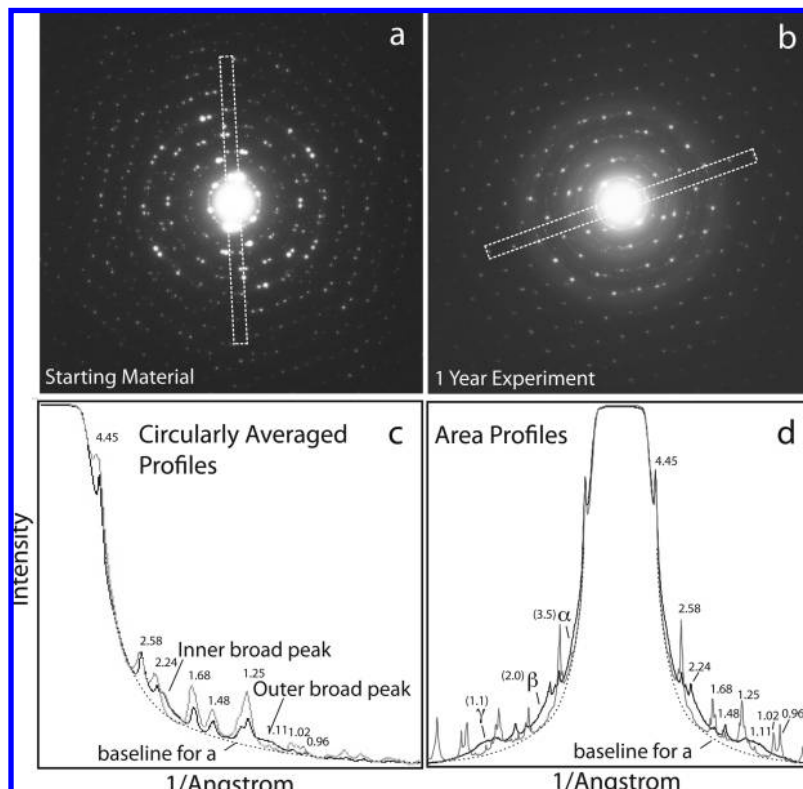 a
b
Starting Material
1 Year Experiment
Intensity
c
Circularly Averaged
Profiles
4.45
2.58
2.24
Inner broad peak
1.68
1.48
1.25
Outer broad peak
1.11
1.02
0.96
baseline for a
1/Angstrom
d
Area Profiles
4.45
(3.5) α
(2.0) β
(1.1) γ
2.58
2.24
1.68
1.48
1.25
1.11
1.02
0.96
baseline for a
1/Angstrom